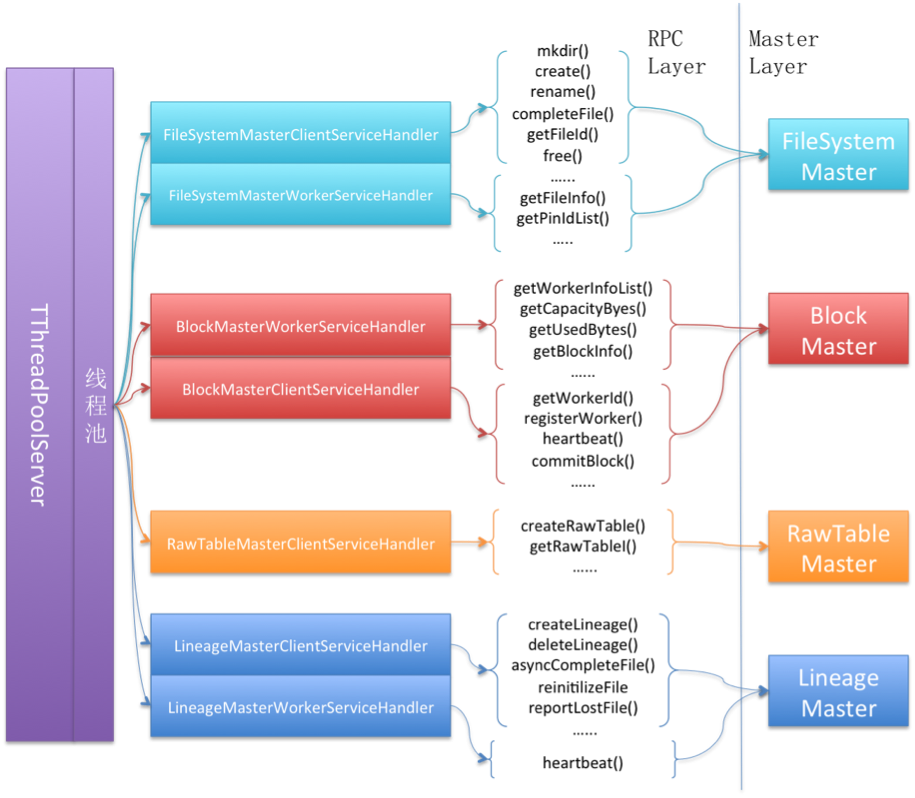 TThreadPoolServer
线程池
FileSystemMasterClientServiceHandler
FileSystemMasterWorkerServiceHandler
BlockMasterWorkerServiceHandler
BlockMasterClientServiceHandler
RawTableMasterClientServiceHandler
LineageMasterClientServiceHandler
LineageMasterWorkerServiceHandler
mkdir()
create()
rename()
completeFile()
getFileId()
free()
......
getFileInfo()
getPinIdList()
.....
getWorkerInfoList()
getCapacityByes()
getUsedBytes()
getBlockInfo()
......
getWorkerId()
registerWorker()
heartbeat()
commitBlock()
......
createRawTable()
getRawTableI()
......
createLineage()
deleteLineage()
asyncCompleteFile()
reinitilizeFile
reportLostFile()
......
heartbeat()
RPC
Layer
Master
Layer
FileSystem
Master
Block
Master
RawTable
Master
Lineage
Master